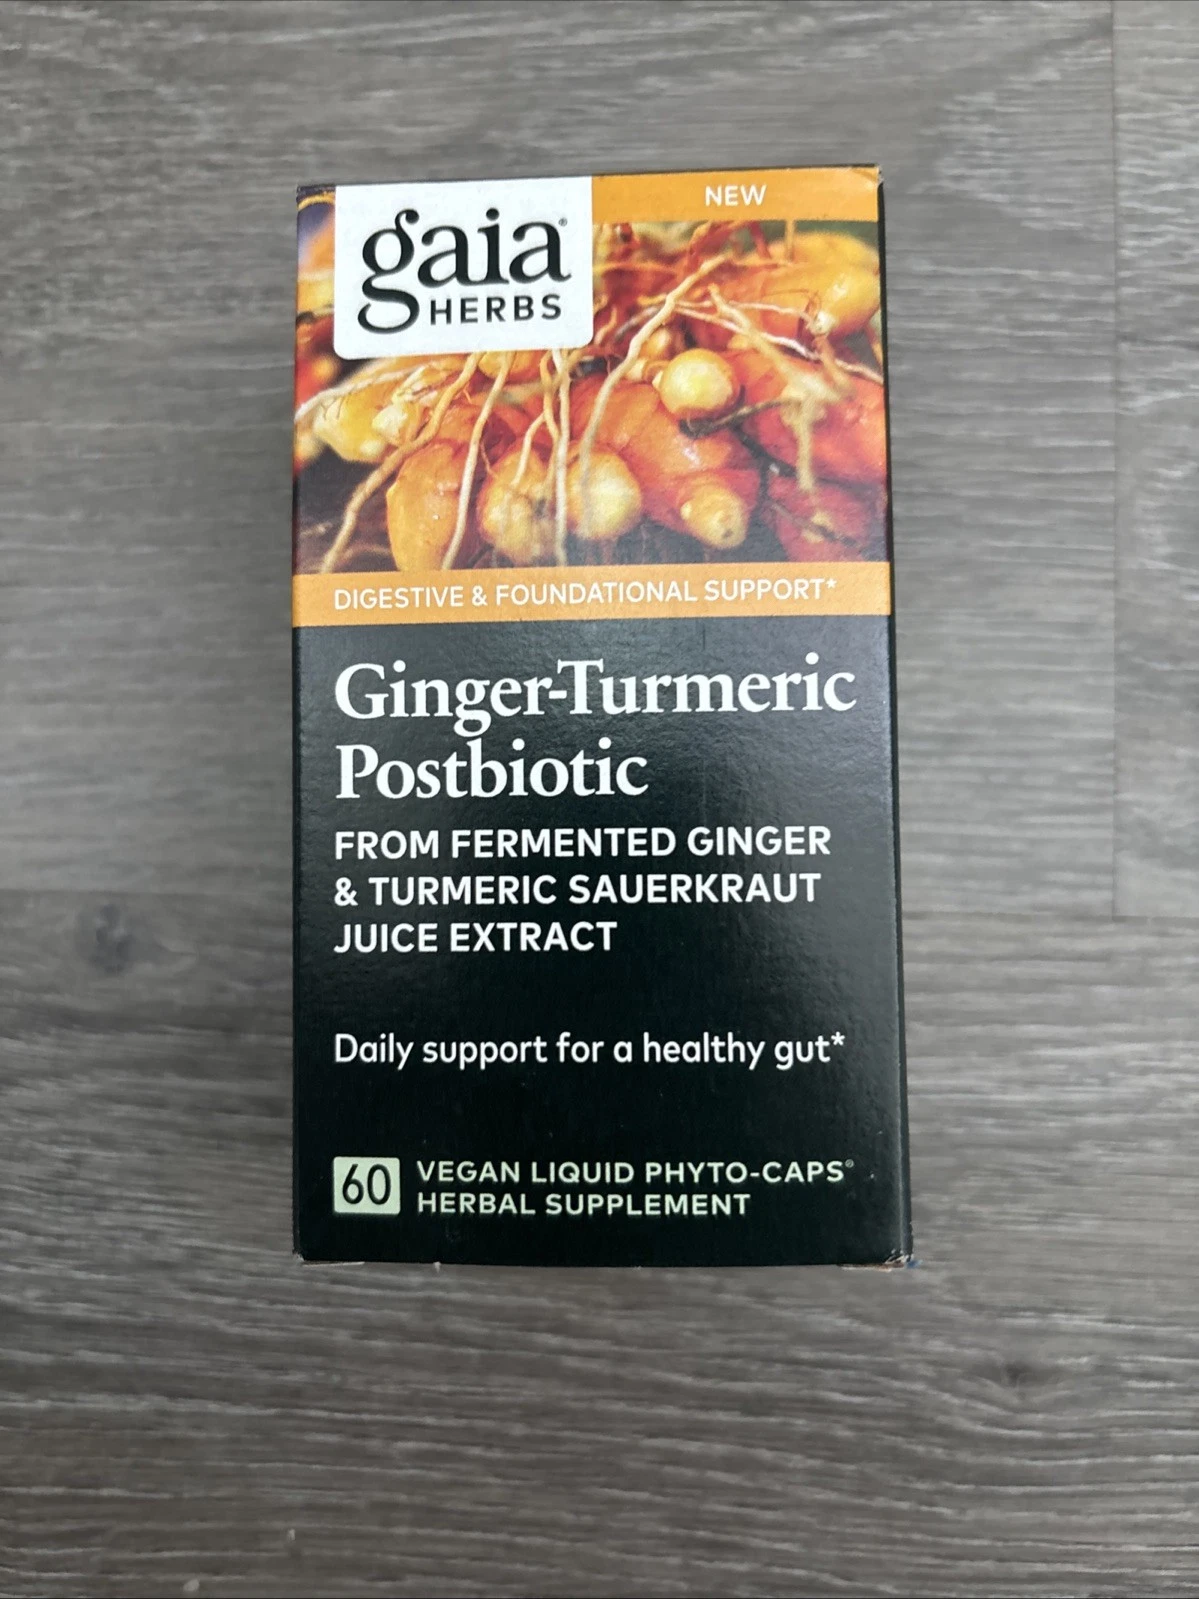 NEW
gaia®
HERBS
DIGESTIVE & FOUNDATIONAL SUPPORT*
Ginger-Turmeric
Postbiotic
FROM FERMENTED GINGER
& TURMERIC SAUERKRAUT
JUICE EXTRACT
Daily support for a healthy gut*
60 VEGAN LIQUID PHYTO-CAPS®
HERBAL SUPPLEMENT